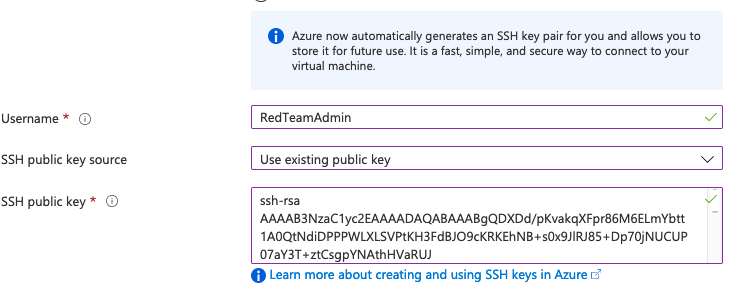 Azure now automatically generates an SSH key pair for you and allows you to
store it for future use. It is a fast, simple, and secure way to connect to your
virtual machine.
Username *
RedTeamAdmin
SSH public key source
Use existing public key
SSH public key *
ssh-rsa
AAAAB3NzaC1yc2EAAAADAQABAAABgQDXDd/pKvakqXFpr86M6ELmYbtt
1A0QtNdiDPPPWLXLSVPtKH3FdBJO9cKRKEhNB+s0x9JlRJ85+Dp70jNUCUP
07aY3T+ztCsgpYNAthHVaRUJ
Learn more about creating and using SSH keys in Azure